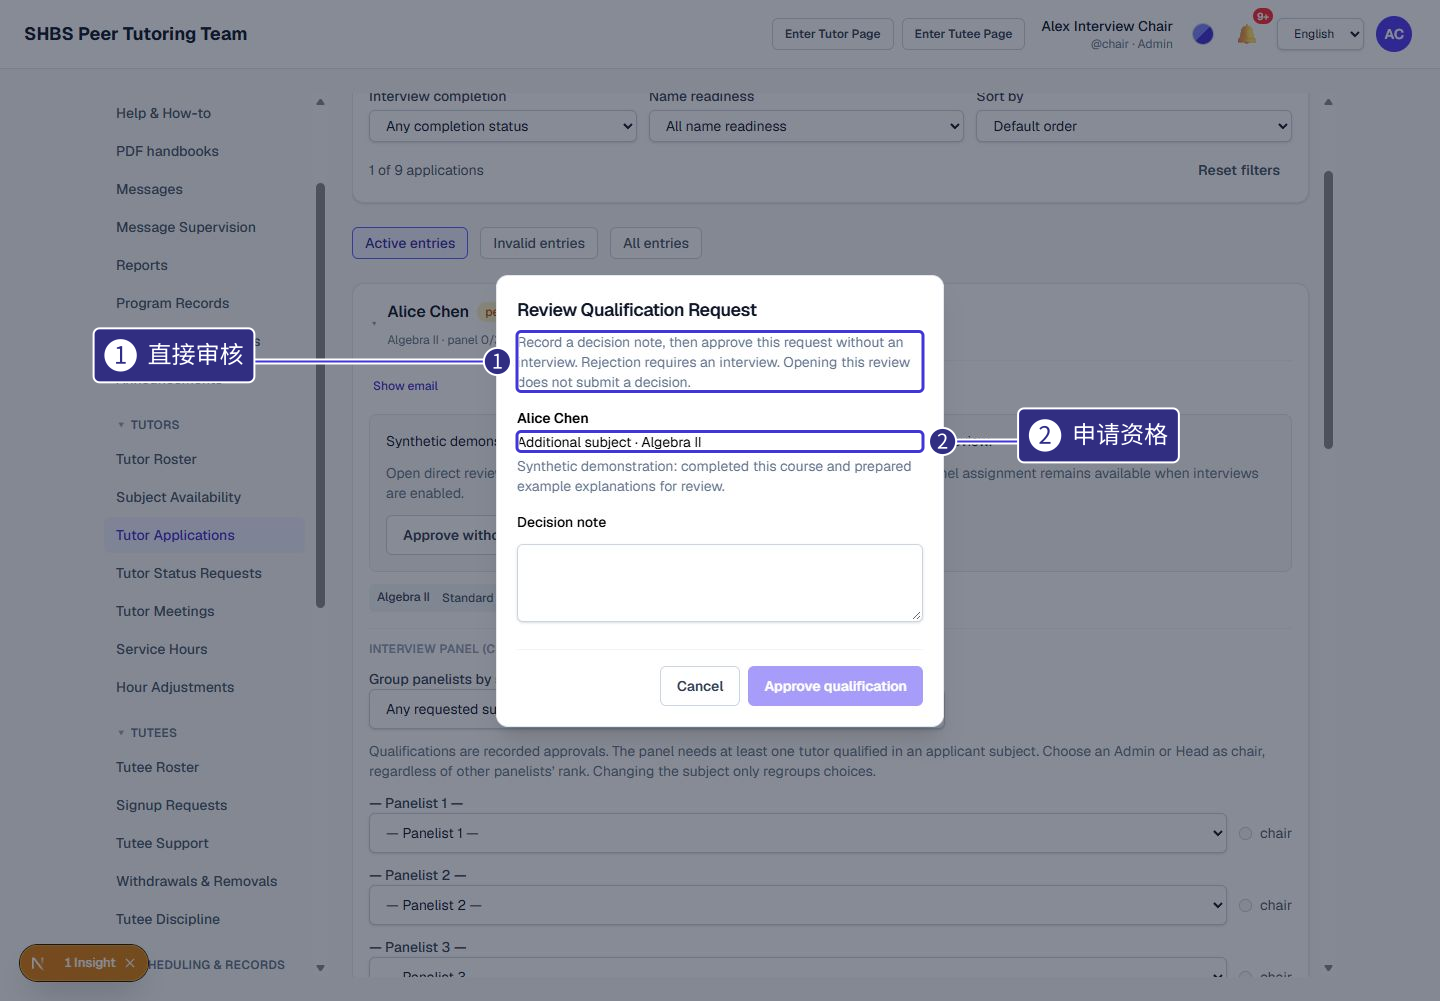 SHBS Peer Tutoring Team
Enter Tutor Page
Enter Tutee Page
Alex Interview Chair
@chair · Admin
9+
English
AC
Help & How-to
PDF handbooks
Messages
Message Supervision
Reports
Program Records
TUTORS
Tutor Roster
Subject Availability
Tutor Applications
Tutor Status Requests
Tutor Meetings
Service Hours
Hour Adjustments
TUTEES
Tutee Roster
Signup Requests
Tutee Support
Withdrawals & Removals
Tutee Discipline
HEDULING & RECORDS
1 Insight ×
Interview completion
Name readiness
Sort by
Any completion status
All name readiness
Default order
1 of 9 applications
Reset filters
Active entries
Invalid entries
All entries
Alice Chen
Algebra II · panel 0/
Show email
Synthetic demons
Open direct revie
nel assignment remains available when interviews
are enabled.
Approve witho
Algebra II Standard
INTERVIEW PANEL (C
Group panelists by
Any requested su
Qualifications are recorded approvals. The panel needs at least one tutor qualified in an applicant subject. Choose an Admin or Head as chair,
regardless of other panelists' rank. Changing the subject only regroups choices.
— Panelist 1 —
— Panelist 1 —
chair
— Panelist 2 —
— Panelist 2 —
chair
— Panelist 3 —
— Panelist 3 —
chair
Review Qualification Request
Record a decision note, then approve this request without an
interview. Rejection requires an interview. Opening this review
does not submit a decision.
Alice Chen
Additional subject · Algebra II
Synthetic demonstration: completed this course and prepared
example explanations for review.
Decision note
Cancel
Approve qualification
1 直接审核
1
2
2 申请资格